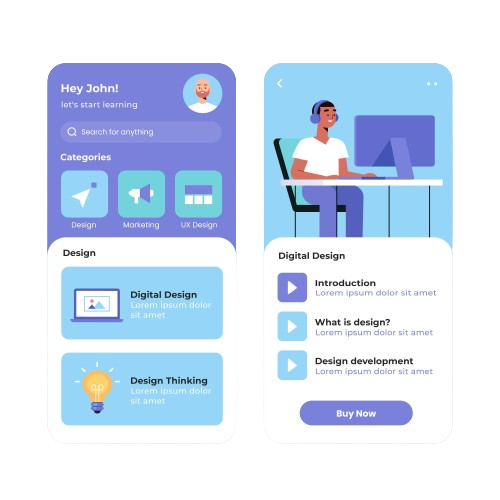 Hey John!
let's start learning
Search for anything
Categories
Design
Marketing
UX Design
Design
Digital Design
Lorem ipsum dolor
sit amet
Design Thinking
Lorem ipsum dolor
sit amet
Digital Design
Introduction
Lorem ipsum dolor sit amet
What is design?
Lorem ipsum dolor sit amet
Design development
Lorem ipsum dolor sit amet
Buy Now